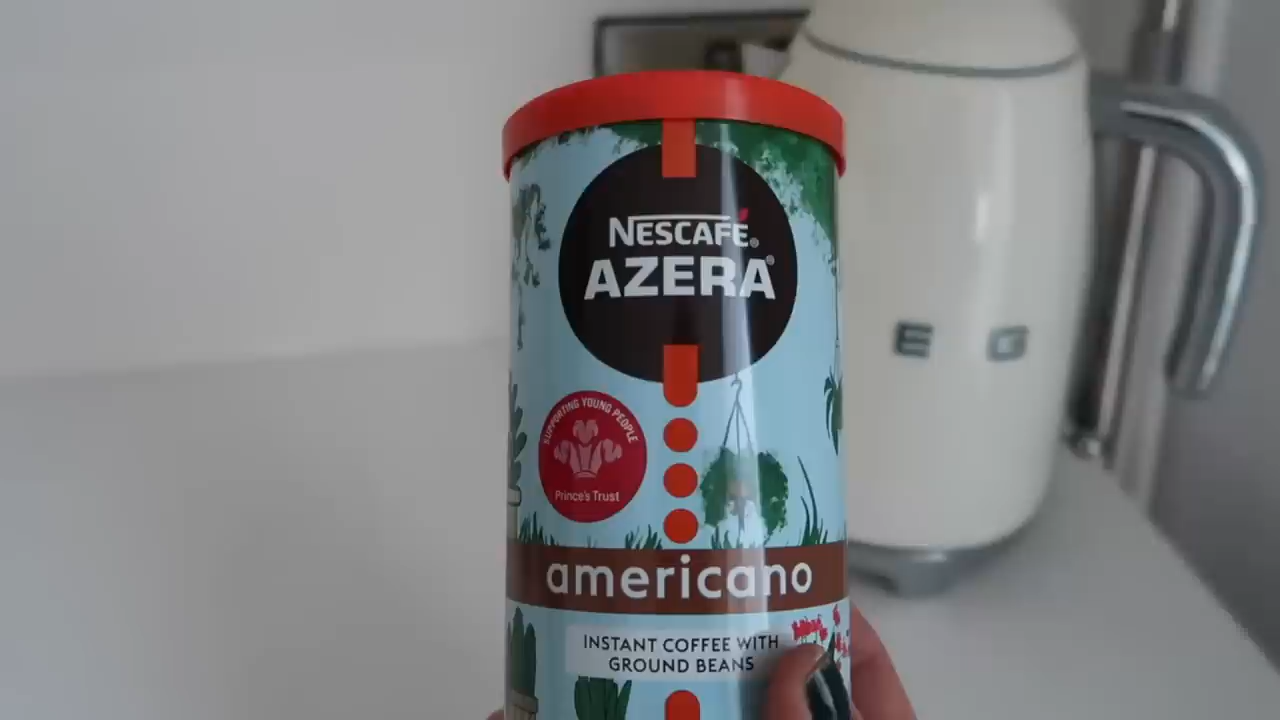 NESCAFÉ®
AZERA®
SUPPORTING YOUNG PEOPLE
Prince's Trust
americano
INSTANT COFFEE WITH
GROUND BEANS
E G